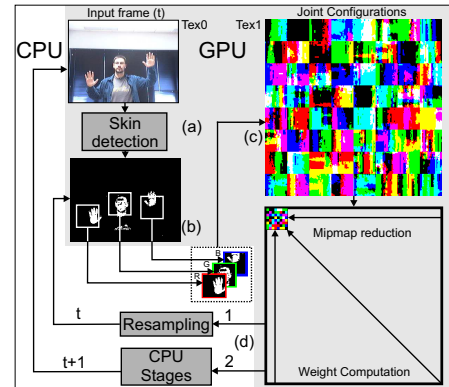 Input frame (t)
Tex0
CPU
GPU
Tex1
Joint Configurations
Skin
detection
(a)
(b)
(c)
B
G
R
Mipmap reduction
t
Resampling
1
(d)
t+1
CPU
Stages
2
Weight Computation